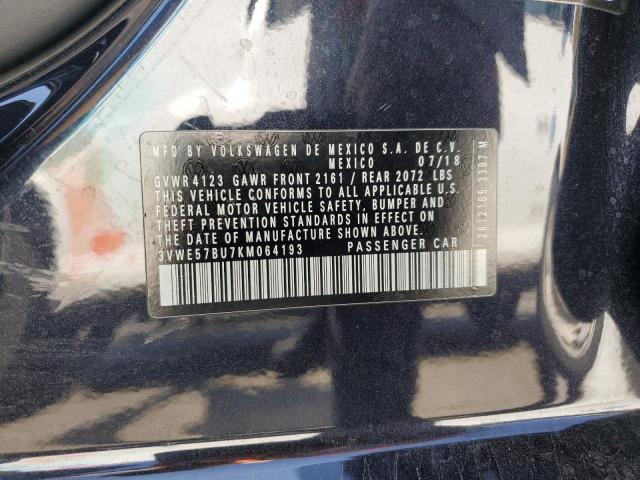 MFD BY VOLKSWAGEN DE MEXICO S.A. DE C.V.
MEXICO 07/18
GVWR 4123 GAWR FRONT 2161 / REAR 2072 LBS
THIS VEHICLE CONFORMS TO ALL APPLICABLE U.S.
FEDERAL MOTOR VEHICLE SAFETY, BUMPER AND
THEFT PREVENTION STANDARDS IN EFFECT ON
THE DATE OF MANUFACTURE SHOWN ABOVE.
3VWE57BU7KM064193 PASSENGER CAR
2612165 3387 M